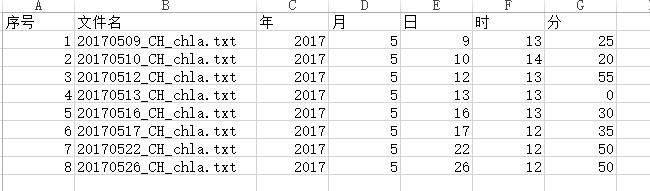 A B C D E F G
序号 文件名 年 月 日 时 分
1 20170509_CH_chla.txt 2017 5 9 13 25
2 20170510_CH_chla.txt 2017 5 10 14 20
3 20170512_CH_chla.txt 2017 5 12 13 55
4 20170513_CH_chla.txt 2017 5 13 13 0
5 20170516_CH_chla.txt 2017 5 16 13 30
6 20170517_CH_chla.txt 2017 5 17 12 35
7 20170522_CH_chla.txt 2017 5 22 12 50
8 20170526_CH_chla.txt 2017 5 26 12 50